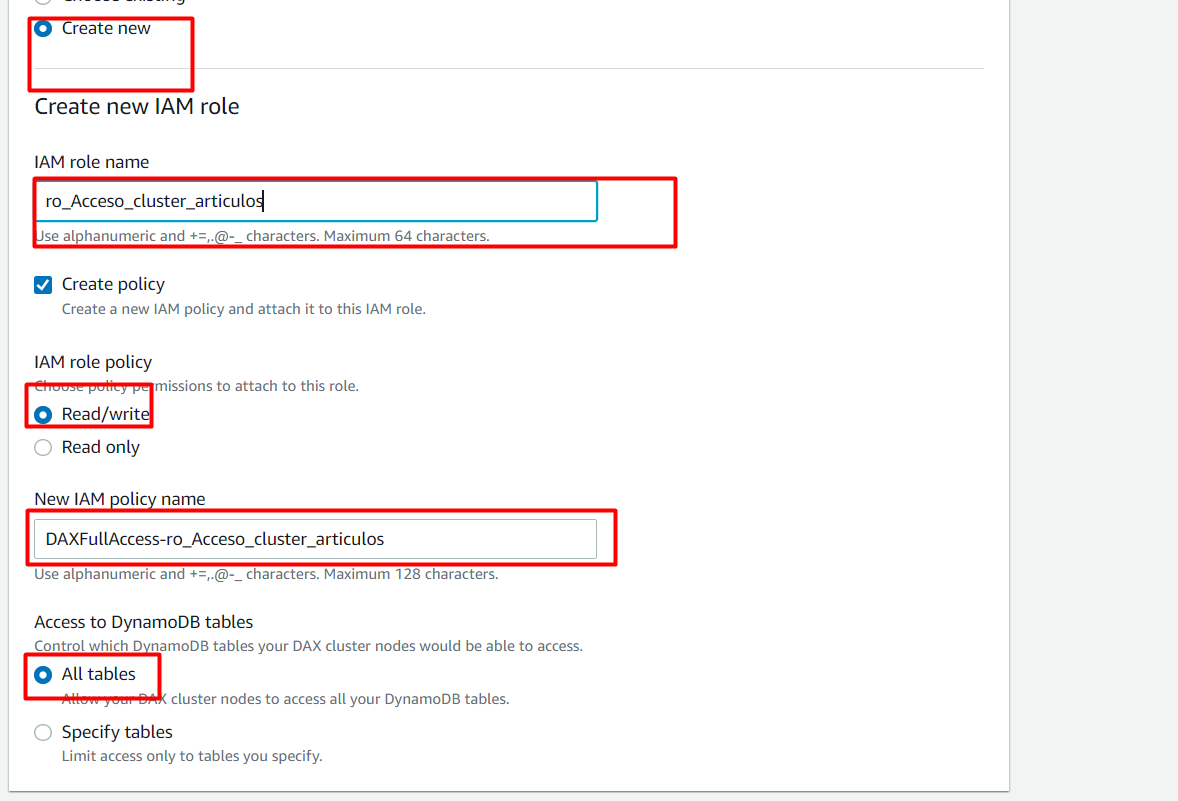 Choose existing
Create new
Create new IAM role
IAM role name
ro_Acceso_cluster_articulos
Use alphanumeric and +=,.@-_ characters. Maximum 64 characters.
Create policy
Create a new IAM policy and attach it to this IAM role.
IAM role policy
Choose policy permissions to attach to this role.
Read/write
Read only
New IAM policy name
DAXFullAccess-ro_Acceso_cluster_articulos
Use alphanumeric and +=,.@-_ characters. Maximum 128 characters.
Access to DynamoDB tables
Control which DynamoDB tables your DAX cluster nodes would be able to access.
All tables
Allow your DAX cluster nodes to access all your DynamoDB tables.
Specify tables
Limit access only to tables you specify.